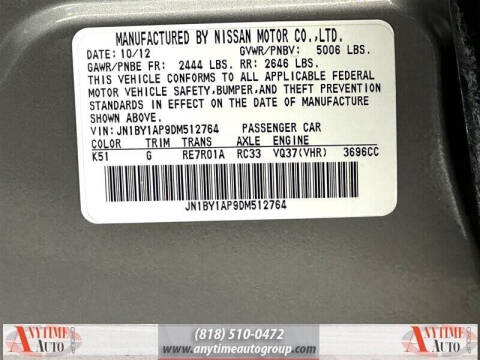 MANUFACTURED BY NISSAN MOTOR CO.,LTD.
DATE: 10/12 GVWR/PNBV: 5006 LBS.
GAWR/PNBE FR: 2444 LBS. RR: 2646 LBS.
THIS VEHICLE CONFORMS TO ALL APPLICABLE FEDERAL
MOTOR VEHICLE SAFETY,BUMPER,AND THEFT PREVENTION
STANDARDS IN EFFECT ON THE DATE OF MANUFACTURE
SHOWN ABOVE.
VIN: JN1BY1AP9DM512764 PASSENGER CAR
COLOR TRIM TRANS AXLE ENGINE
K51 G RE7R01A RC33 VQ37(VHR) 3696CC
JN1BY1AP9DM512764
ANYTIME AUTO
(818) 510-0472
www.anytimeautogroup.com
ANYTIME AUTO